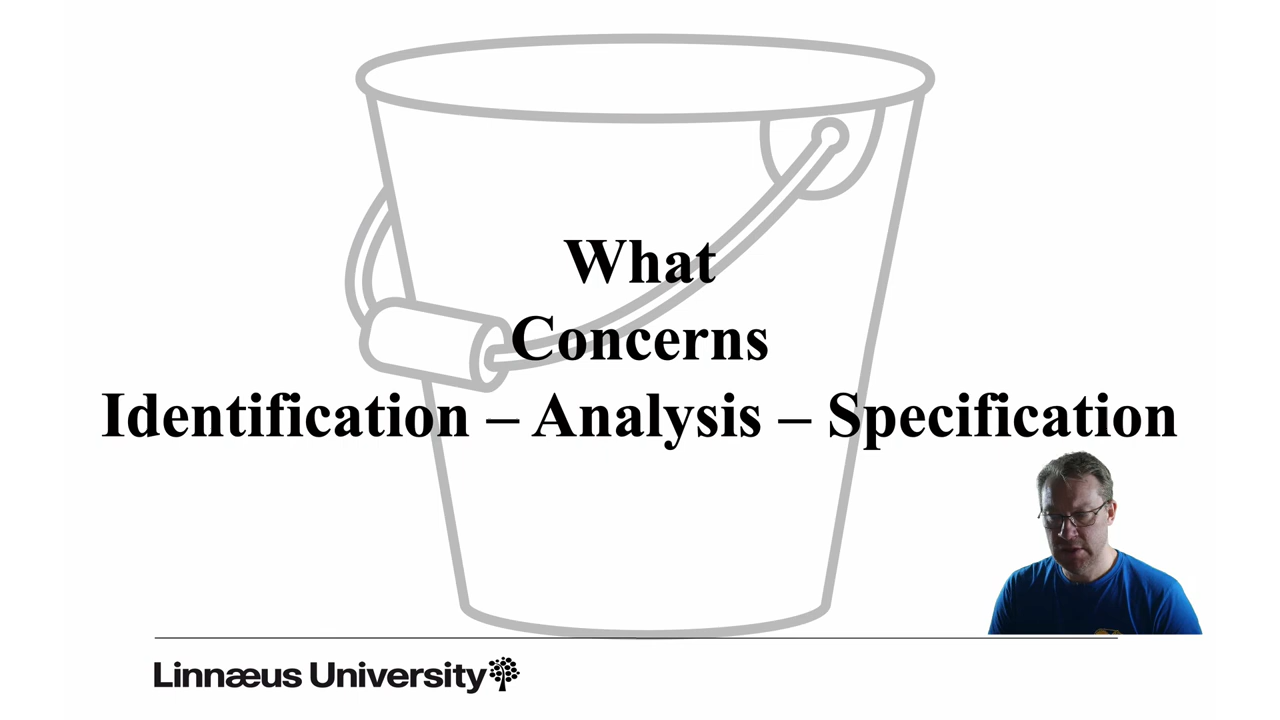 What
Concerns
Identification – Analysis – Specification
Linnæus University